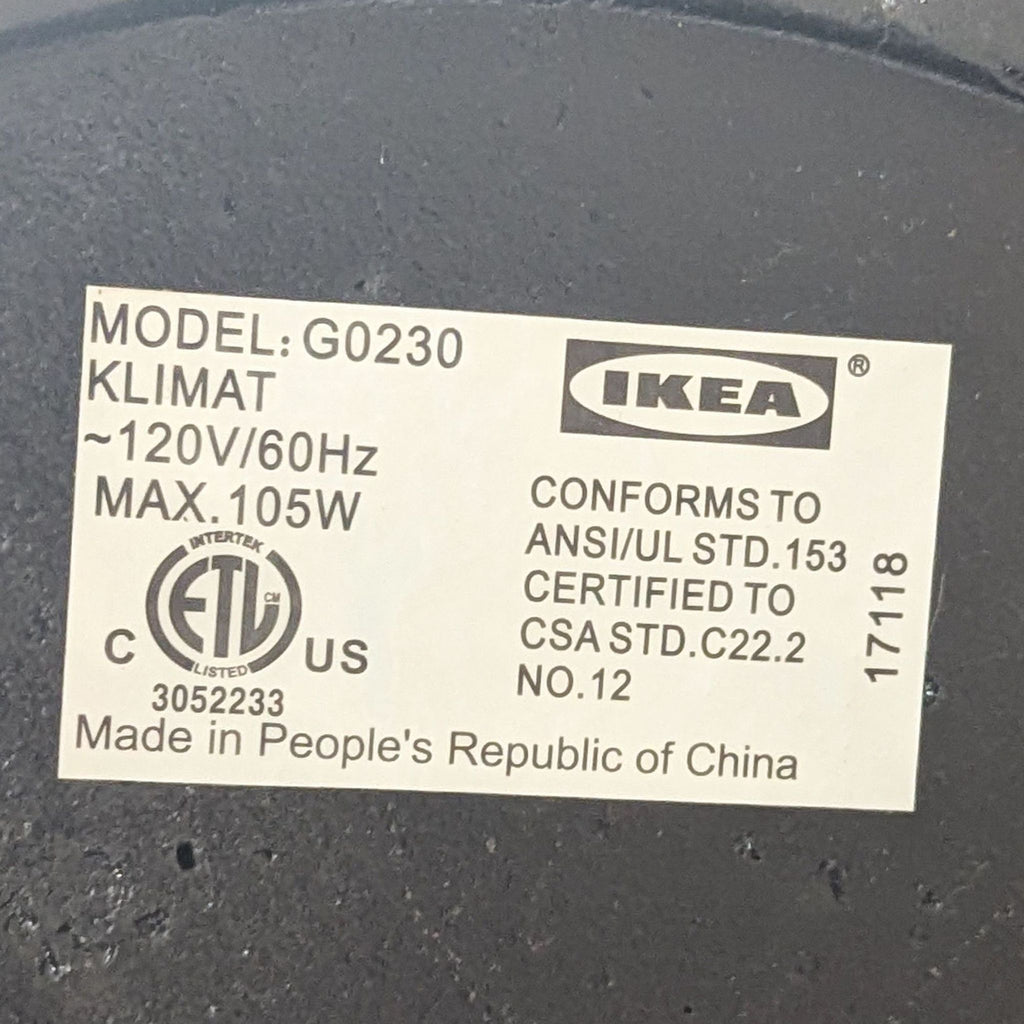 MODEL: G0230
KLIMAT
~120V/60Hz
MAX.105W
INTERTEK
ETL CM
LISTED
C US
3052233
IKEA ®
CONFORMS TO
ANSI/UL STD.153
CERTIFIED TO
CSA STD.C22.2
NO.12
17118
Made in People's Republic of China